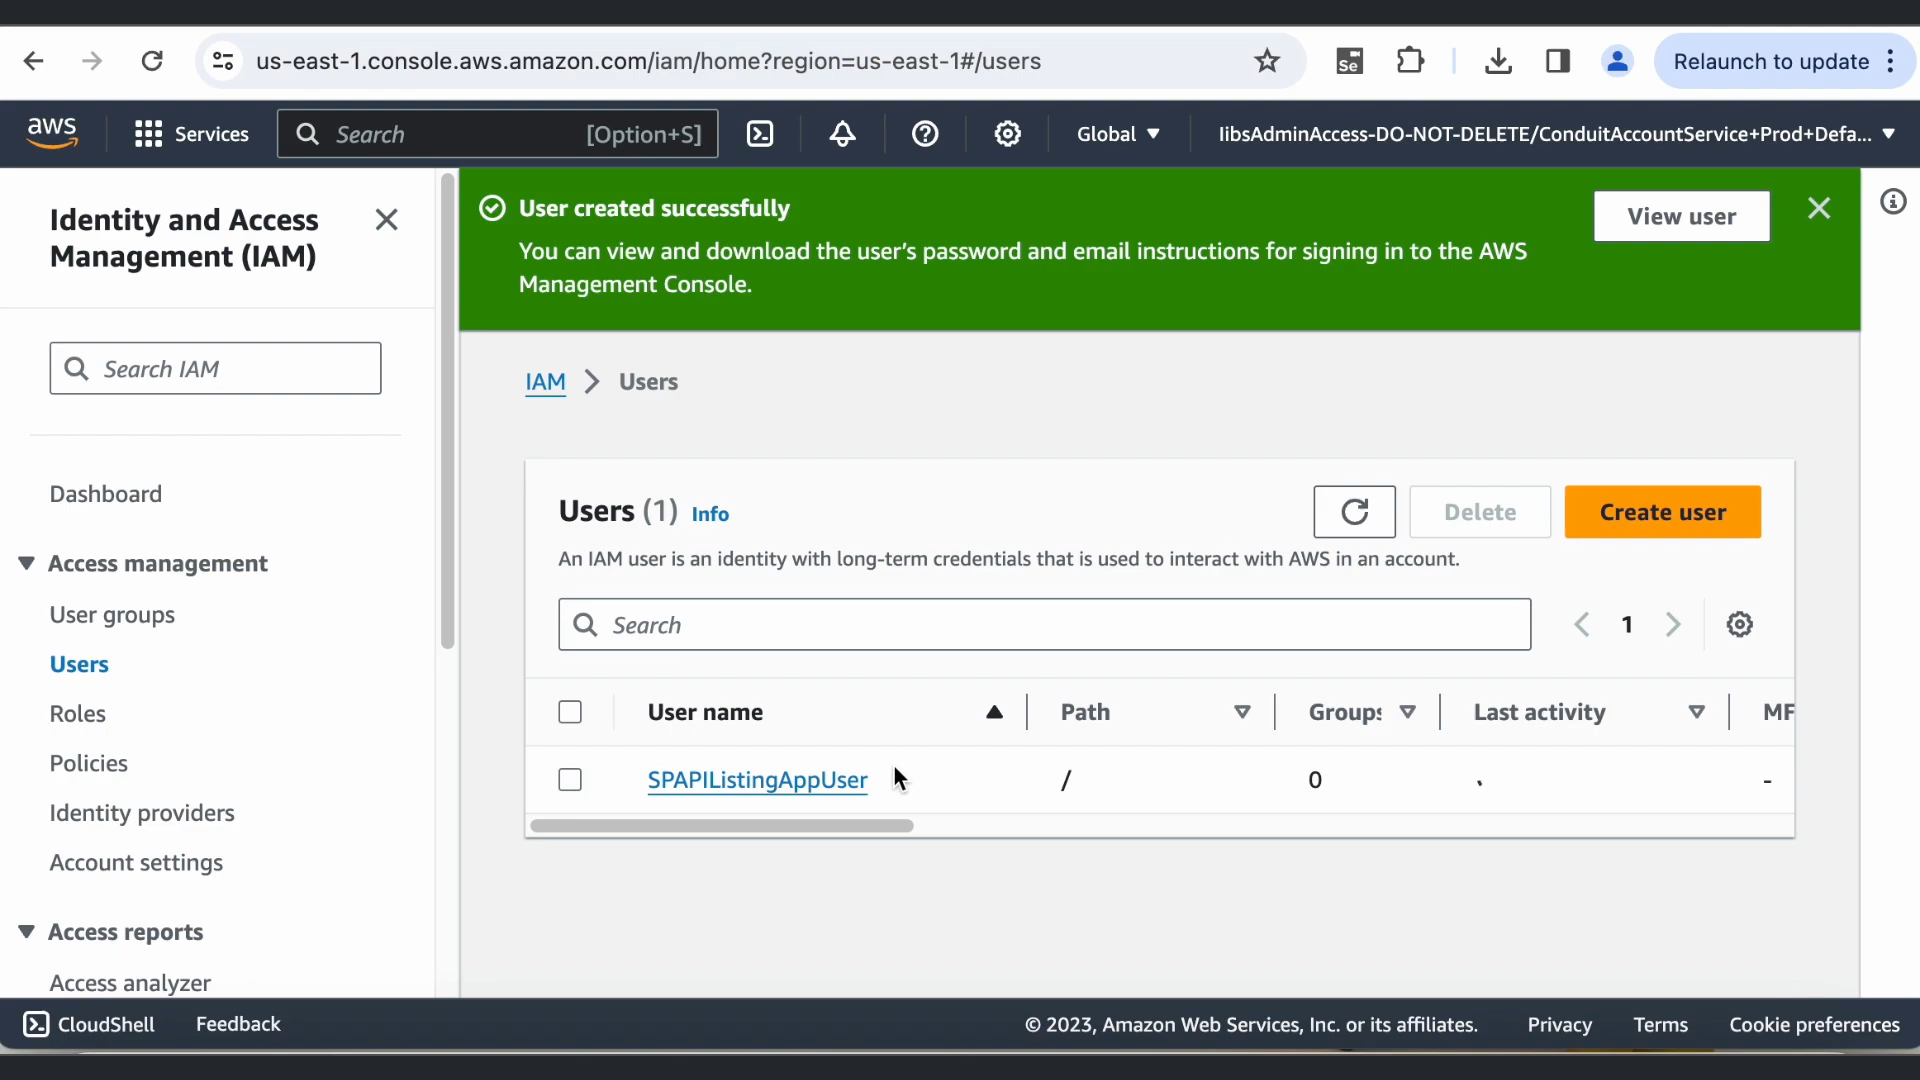 us-east-1.console.aws.amazon.com/iam/home?region=us-east-1#/users
Se
Relaunch to update
aws
Services
Search
[Option+S]
Global
IibsAdminAccess-DO-NOT-DELETE/ConduitAccountService+Prod+Defa...
Identity and Access
Management (IAM)
Search IAM
Dashboard
Access management
User groups
Users
Roles
Policies
Identity providers
Account settings
Access reports
Access analyzer
User created successfully
You can view and download the user's password and email instructions for signing in to the AWS
Management Console.
View user
IAM
Users
Users (1) Info
Delete
Create user
An IAM user is an identity with long-term credentials that is used to interact with AWS in an account.
Search
1
User name
Path
Groups
Last activity
MF
SPAPIListingAppUser
/
0
-
CloudShell
Feedback
© 2023, Amazon Web Services, Inc. or its affiliates.
Privacy
Terms
Cookie preferences